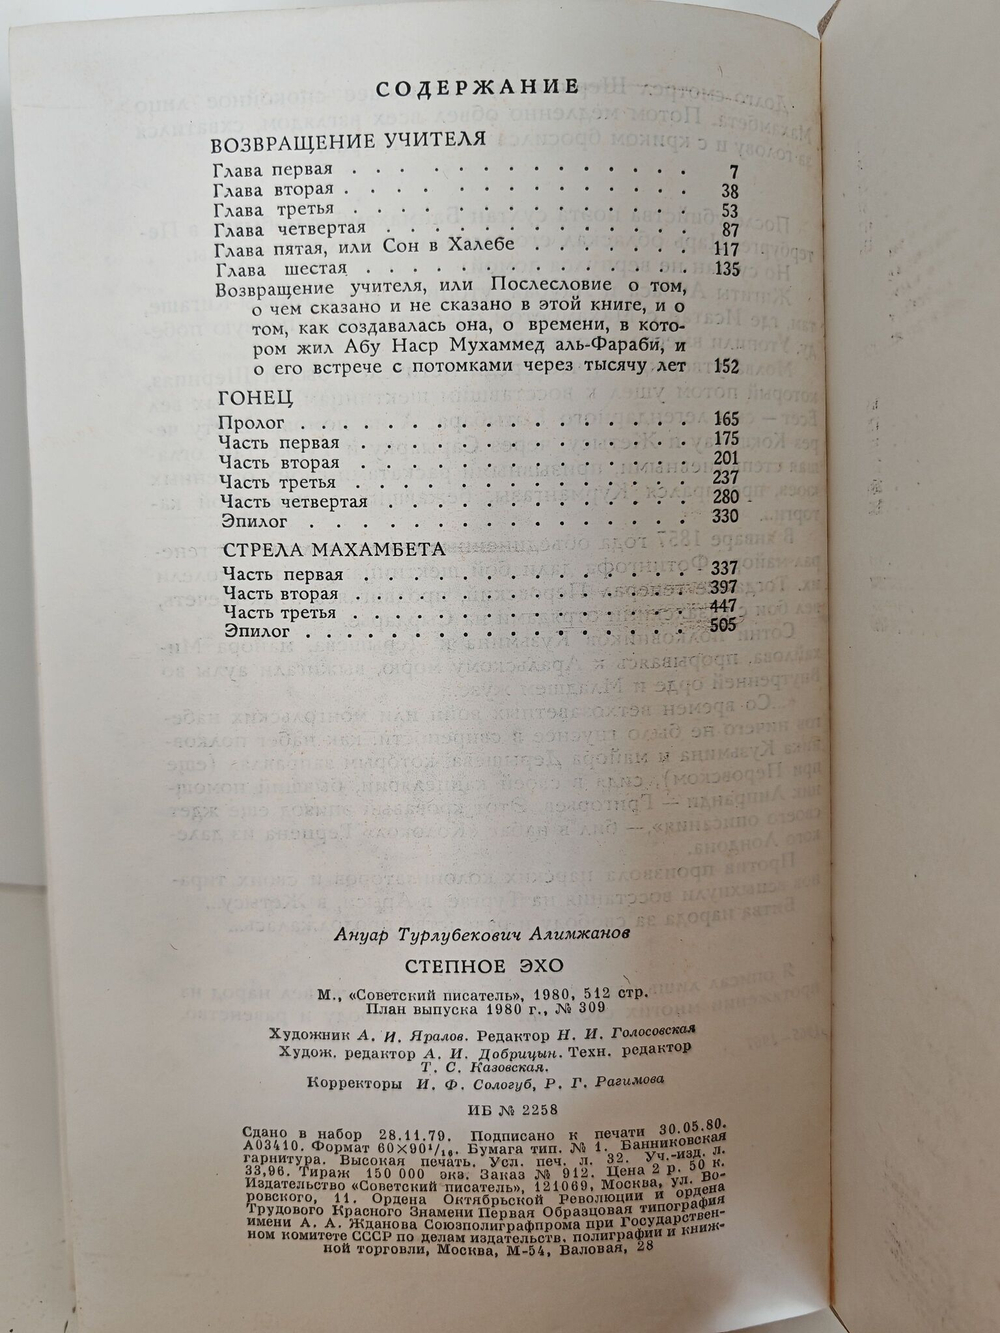 СОДЕРЖАНИЕ
ВОЗВРАЩЕНИЕ УЧИТЕЛЯ
Глава первая . . . . . . . . . . . . . . . 7
Глава вторая . . . . . . . . . . . . . . . 38
Глава третья . . . . . . . . . . . . . . . 53
Глава четвертая . . . . . . . . . . . . . 87
Глава пятая, или Сон в Халебе . . . . . . 117
Глава шестая . . . . . . . . . . . . . . 135
Возвращение учителя, или Послесловие о том,
о чем сказано и не сказано в этой книге, и о
том, как создавалась она, о времени, в кото-
ром жил Абу Наср Мухаммед аль-Фараби, и
о его встрече с потомками через тысячу лет 152
ГОНЕЦ
Пролог . . . . . . . . . . . . . . . . . 165
Часть первая . . . . . . . . . . . . . . 175
Часть вторая . . . . . . . . . . . . . . 201
Часть третья . . . . . . . . . . . . . . 237
Часть четвертая . . . . . . . . . . . . . 280
Эпилог . . . . . . . . . . . . . . . . . 330
СТРЕЛА МАХАМБЕТА
Часть первая . . . . . . . . . . . . . . 337
Часть вторая . . . . . . . . . . . . . . 397
Часть третья . . . . . . . . . . . . . . 447
Эпилог . . . . . . . . . . . . . . . . . 505
Ануар Турлубекович Алимжанов
СТЕПНОЕ ЭХО
М., «Советский писатель», 1980, 512 стр.
План выпуска 1980 г., № 309
Художник А. И. Яралов. Редактор Н. И. Голосовская
Худож. редактор А. И. Добрицын. Техн. редактор
Т. С. Казовская.
Корректоры И. Ф. Сологуб, Р. Г. Рагимова
ИБ № 2258
Сдано в набор 28.11.79. Подписано к печати 30.05.80.
А03410. Формат 60×90¹/₁₆. Бумага тип. № 1. Банниковская
гарнитура. Высокая печать. Усл. печ. л. 32. Уч.-изд. л.
33,96. Тираж 150 000 экз. Заказ № 912. Цена 2 р. 50 к.
Издательство «Советский писатель», 121069, Москва, ул. Во-
ровского, 11. Ордена Октябрьской Революции и ордена
Трудового Красного Знамени Первая Образцовая типография
имени А. А. Жданова Союзполиграфпрома при Государствен-
ном комитете СССР по делам издательств, полиграфии и книж-
ной торговли, Москва, М-54, Валовая, 28